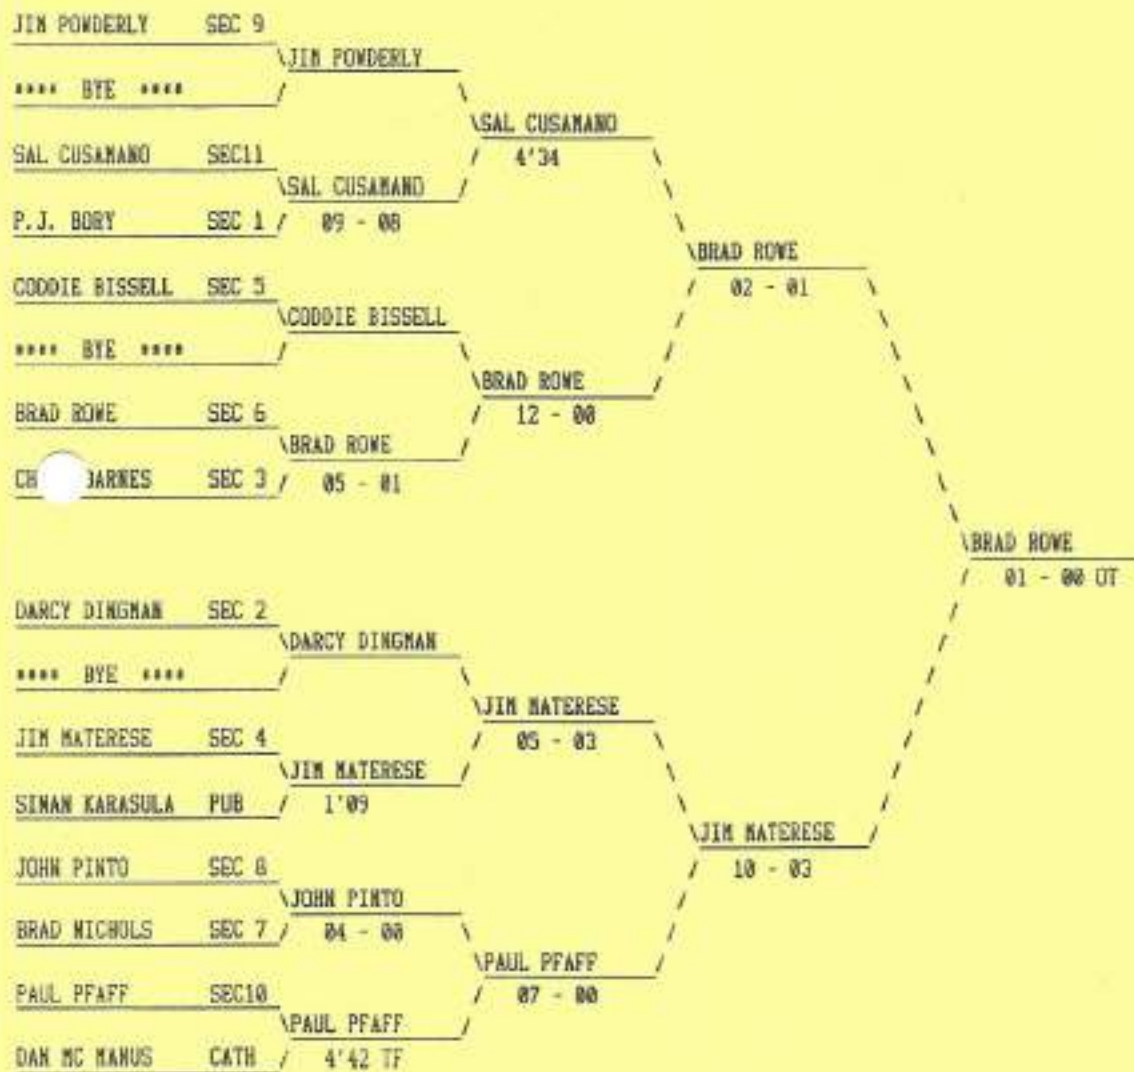 JIM POWDERLY SEC 9
JIM POWDERLY
**** BYE ****
SAL CUSAMANO
SAL CUSAMANO SEC11 4'34
SAL CUSAMANO
P.J. BORY SEC 1 09 - 08
BRAD ROWE
CODDIE BISSELL SEC 5 02 - 01
CODDIE BISSELL
**** BYE ****
BRAD ROWE
BRAD ROWE SEC 6 12 - 00
BRAD ROWE
BARNES SEC 3 05 - 01
BRAD ROWE
01 - 00 OT
DARCY DINGMAN SEC 2
DARCY DINGMAN
**** BYE ****
JIM MATERESE
JIM MATERESE SEC 4 05 - 03
JIM MATERESE
SINAN KARASULA PUB 1'09
JIM MATERESE
JOHN PINTO SEC 8 10 - 03
JOHN PINTO
BRAD NICHOLS SEC 7 04 - 00
PAUL PFAFF
PAUL PFAFF SEC10 07 - 00
PAUL PFAFF
DAN MC MANUS CATH 4'42 TF